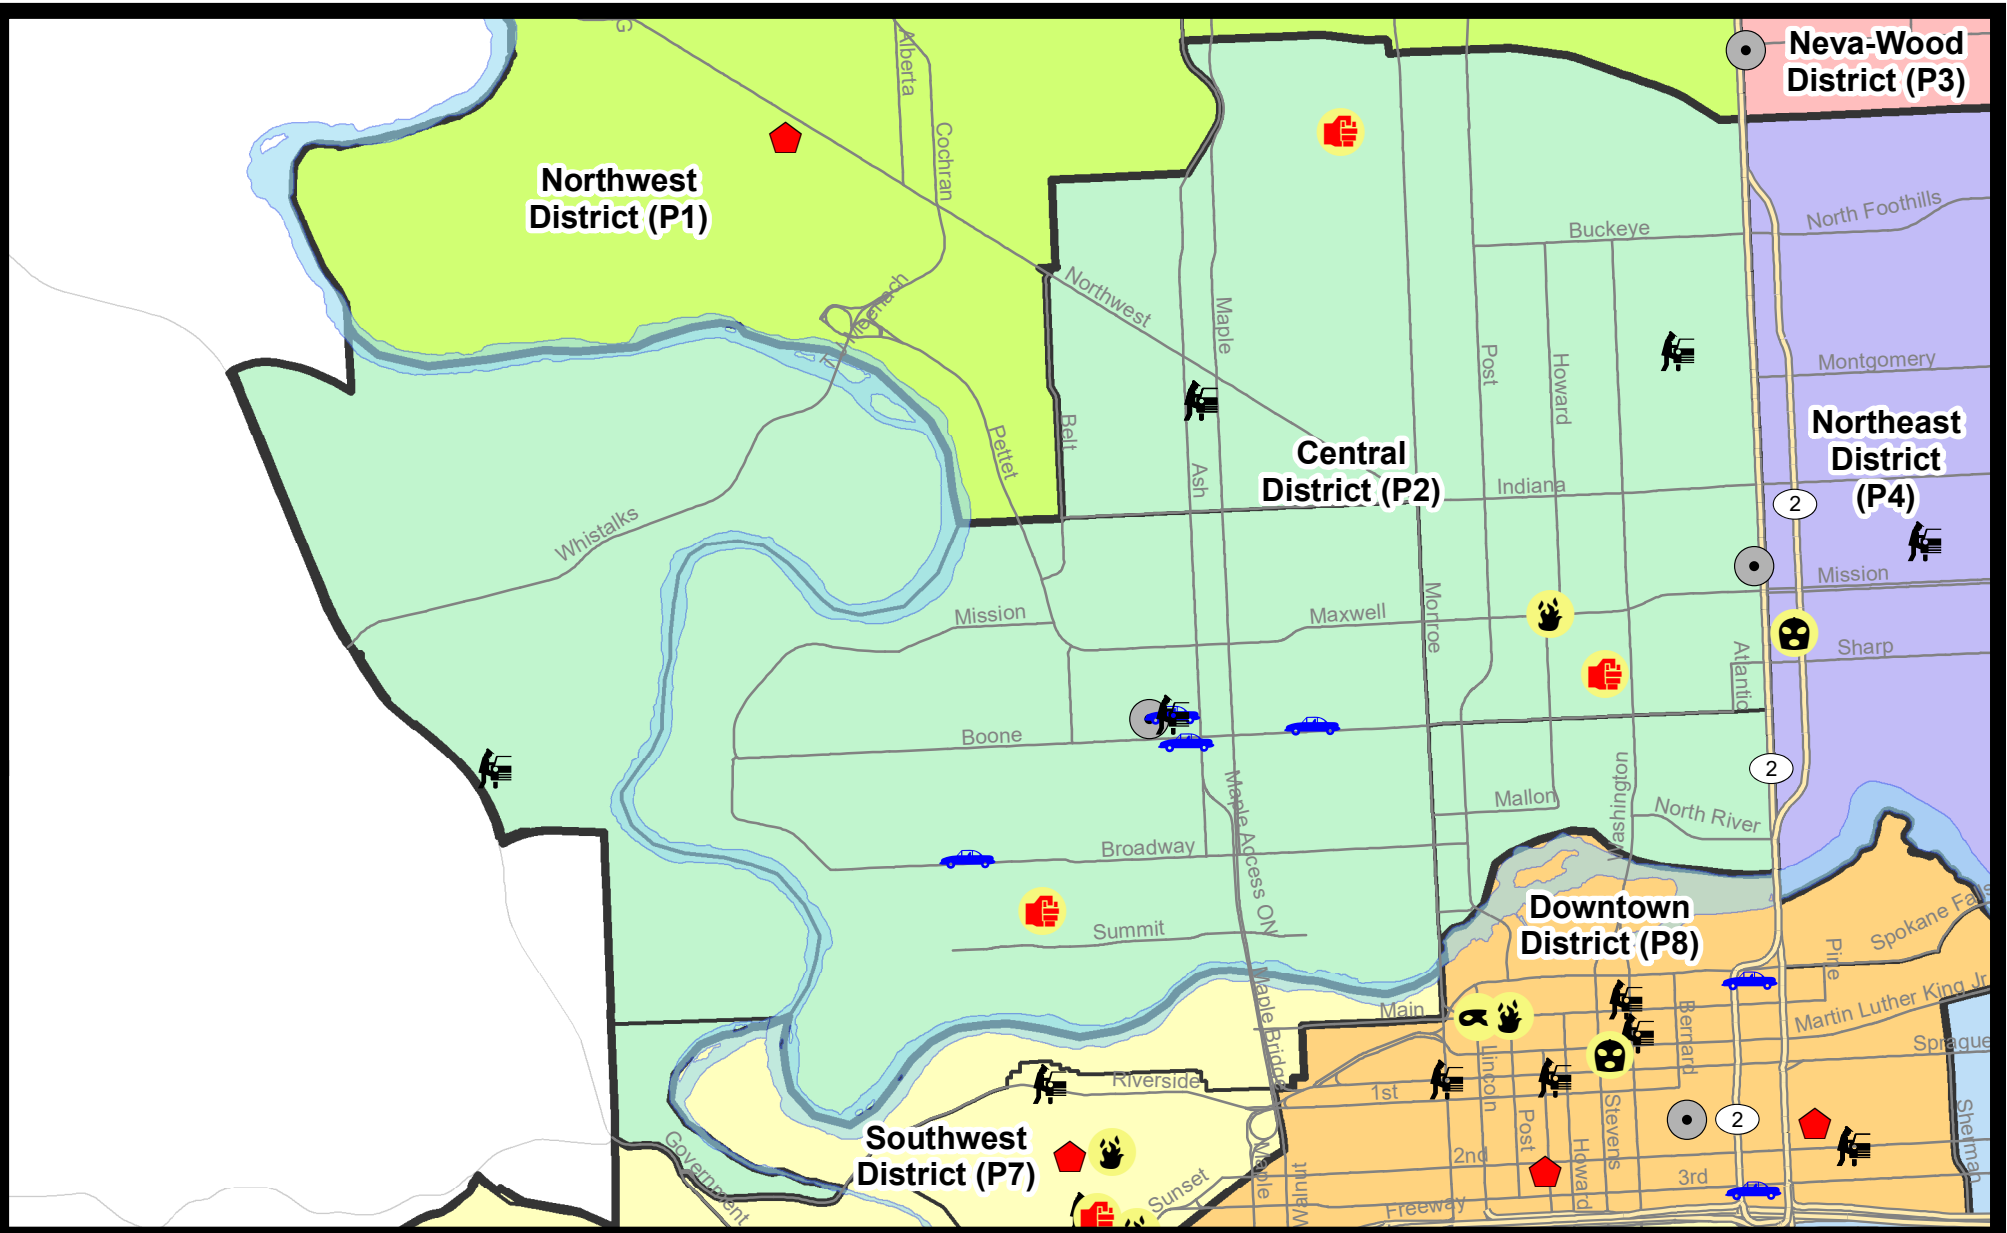 G
Alberta
Cochran
Neva-Wood
District (P3)
Northwest
District (P1)
North Foothills
Buckeye
Northwest
Maple
Montgomery
Post
Howard
Belt
Pettet
Northeast
District
(P4)
Central
District (P2)
Ash
Indiana
2
Whistalks
Mission
Mission
Maxwell
Monroe
Sharp
Atlantic
Boone
2
Mallon
Washington
North River
Maple Access ON
Broadway
Summit
Downtown
District (P8)
Spokane Fa
Pine
Main
Maple Bridge
Bernard
Martin Luther King Jr
Sprague
Riverside
1st
Lincoln
Post
Stevens
Howard
2
Sherman
Southwest
District (P7)
Government
Maple
Walnut
Sunset
2nd
3rd
Freeway